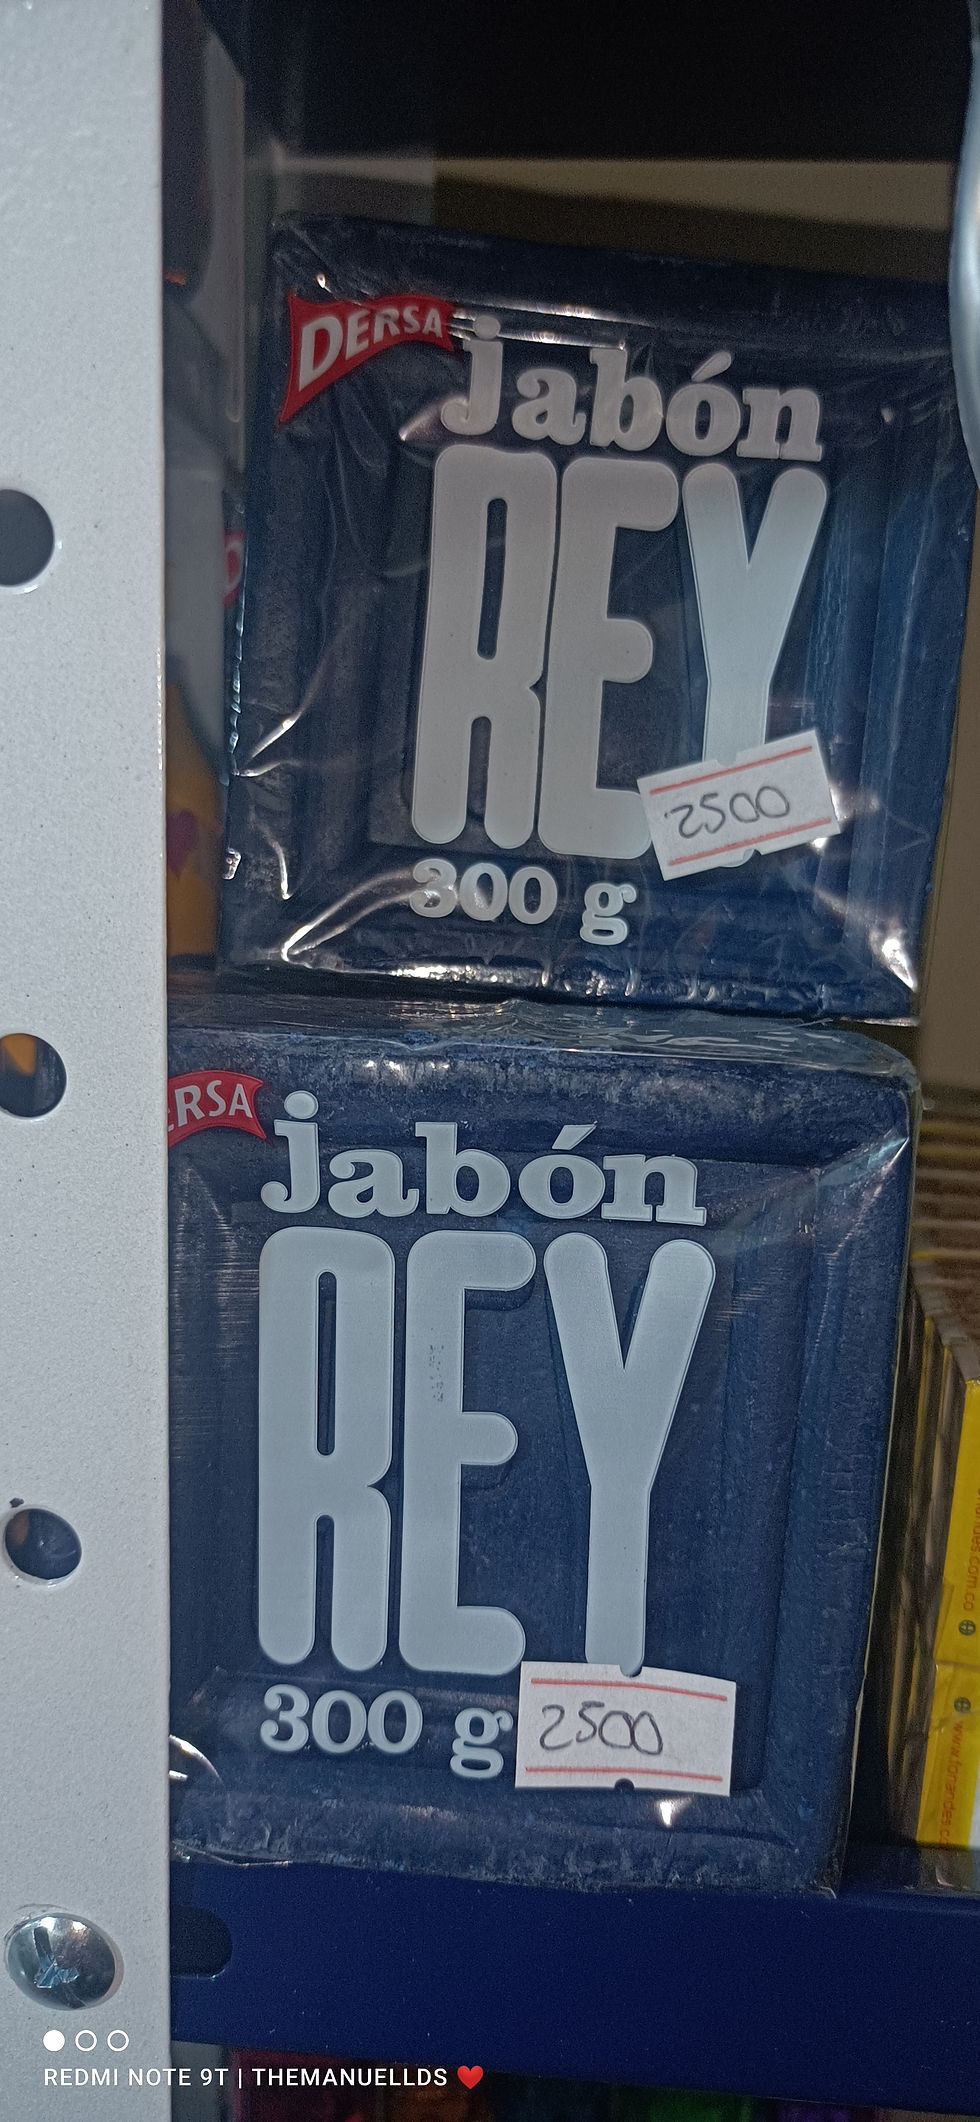 DERSA
jabón
REY
2500
300 g
ERSA
jabón
REY
300 g
2500
REDMI NOTE 9T | THEMANUELLDS ❤️